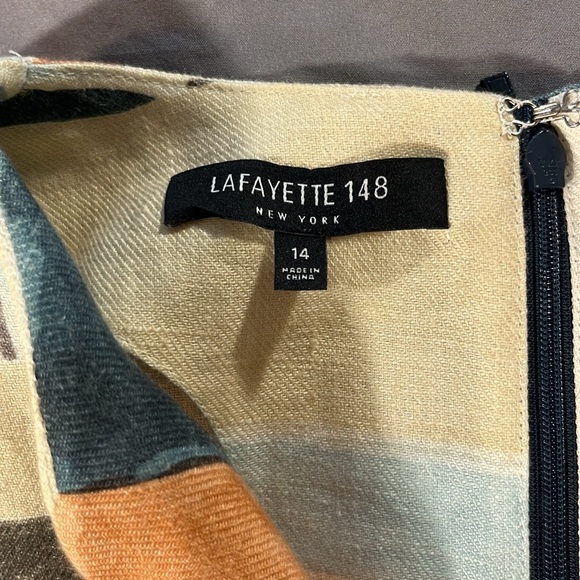 LAFAYETTE 148
NEW YORK
14
MADE IN
CHINA